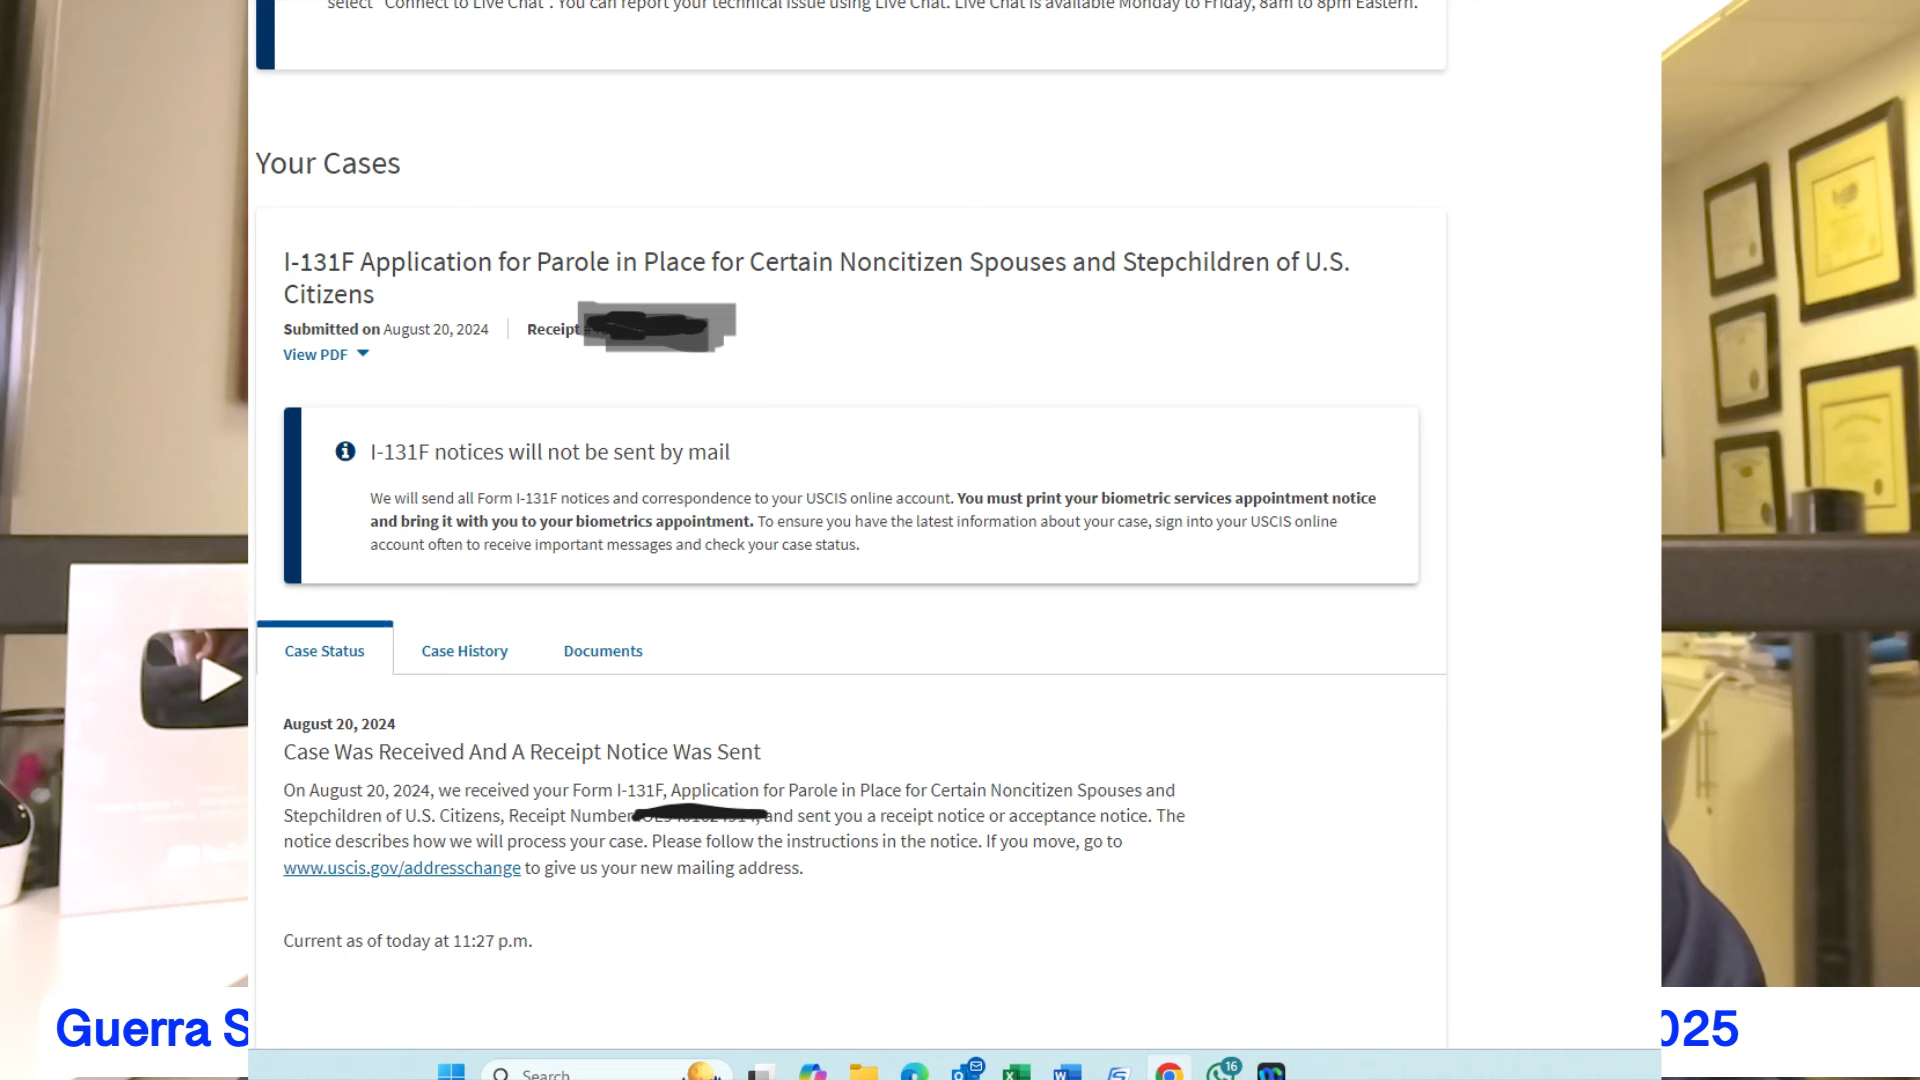 select "Connect to Live Chat". You can report your technical issue using Live Chat. Live Chat is available Monday to Friday, 8am to 8pm Eastern.
Your Cases
I-131F Application for Parole in Place for Certain Noncitizen Spouses and Stepchildren of U.S.
Citizens
Submitted on August 20, 2024
Receipt
View PDF
I-131F notices will not be sent by mail
We will send all Form I-131F notices and correspondence to your USCIS online account. You must print your biometric services appointment notice
and bring it with you to your biometrics appointment. To ensure you have the latest information about your case, sign into your USCIS online
account often to receive important messages and check your case status.
Case Status
Case History
Documents
August 20, 2024
Case Was Received And A Receipt Notice Was Sent
On August 20, 2024, we received your Form I-131F, Application for Parole in Place for Certain Noncitizen Spouses and
Stepchildren of U.S. Citizens, Receipt Number and sent you a receipt notice or acceptance notice. The
notice describes how we will process your case. Please follow the instructions in the notice. If you move, go to
www.uscis.gov/addresschange to give us your new mailing address.
Current as of today at 11:27 p.m.
Guerra S
025
Search
16